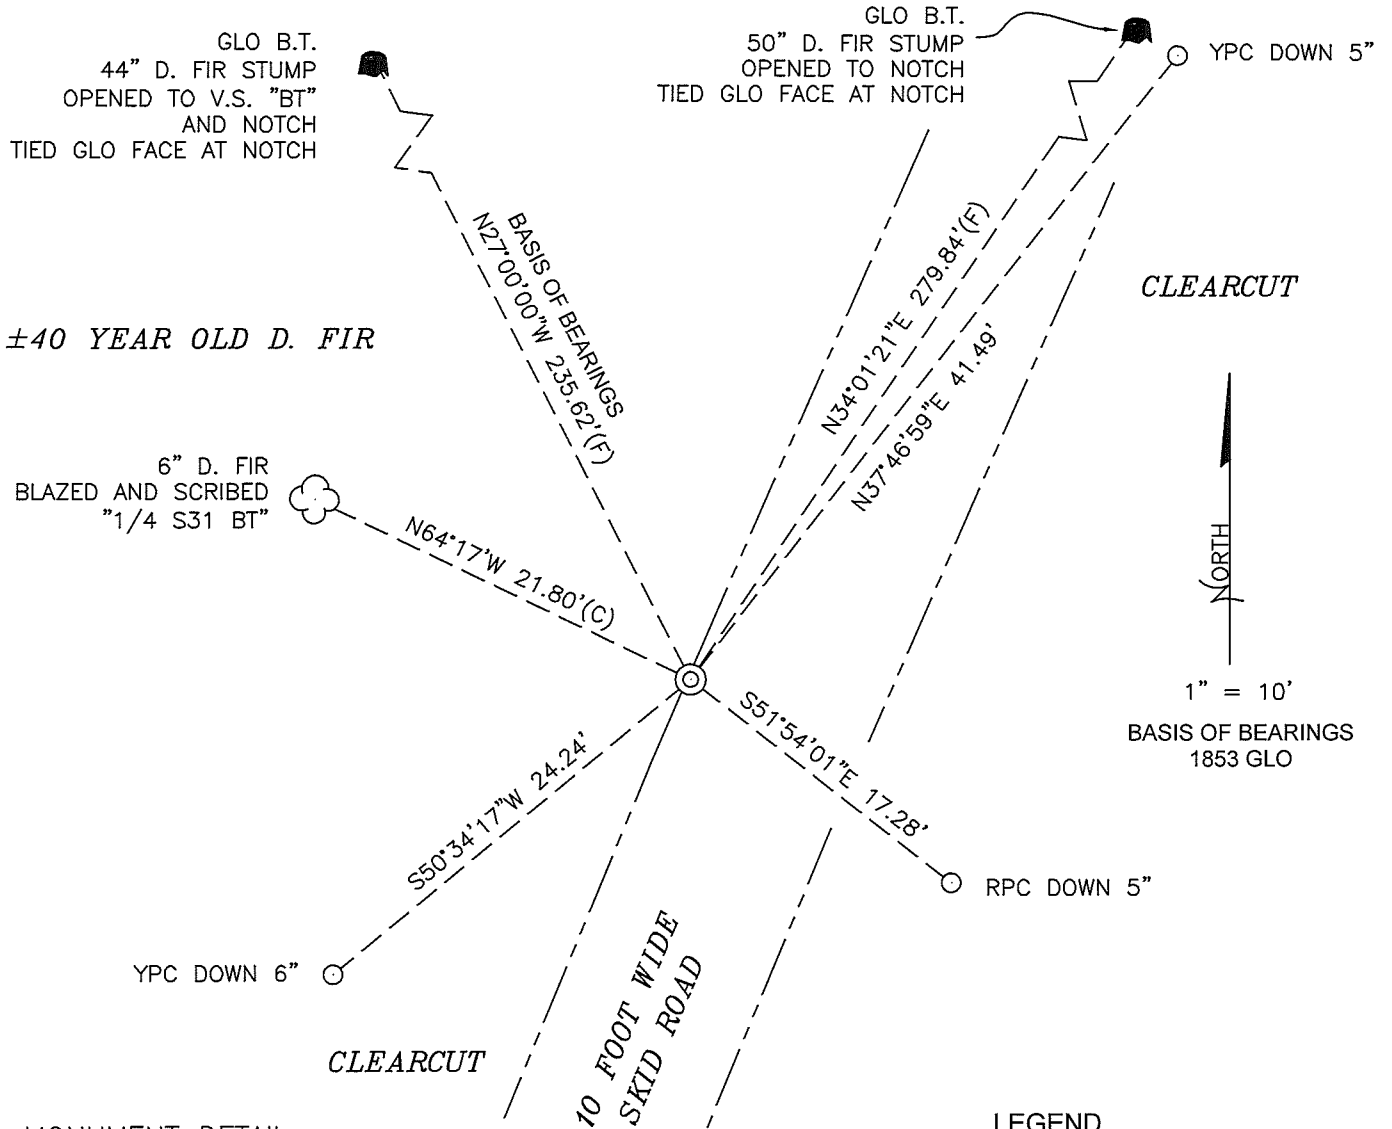 GLO B.T.
44" D. FIR STUMP
OPENED TO V.S. "BT"
AND NOTCH
TIED GLO FACE AT NOTCH
GLO B.T.
50" D. FIR STUMP
OPENED TO NOTCH
TIED GLO FACE AT NOTCH
YPC DOWN 5"
BASIS OF BEARINGS
N27°00'00"W 235.62'(F)
N34°01'21"E 279.84'(F)
N37°46'59"E 41.49'
CLEARCUT
±40 YEAR OLD D. FIR
6" D. FIR
BLAZED AND SCRIBED
"1/4 S31 BT"
N64°17'W 21.80'(C)
NORTH
1" = 10'
BASIS OF BEARINGS
1853 GLO
S51°54'01"E 17.28'
S50°34'17"W 24.24'
RPC DOWN 5"
YPC DOWN 6"
10 FOOT WIDE
SKID ROAD
CLEARCUT
MONUMENT DETAIL
LEGEND